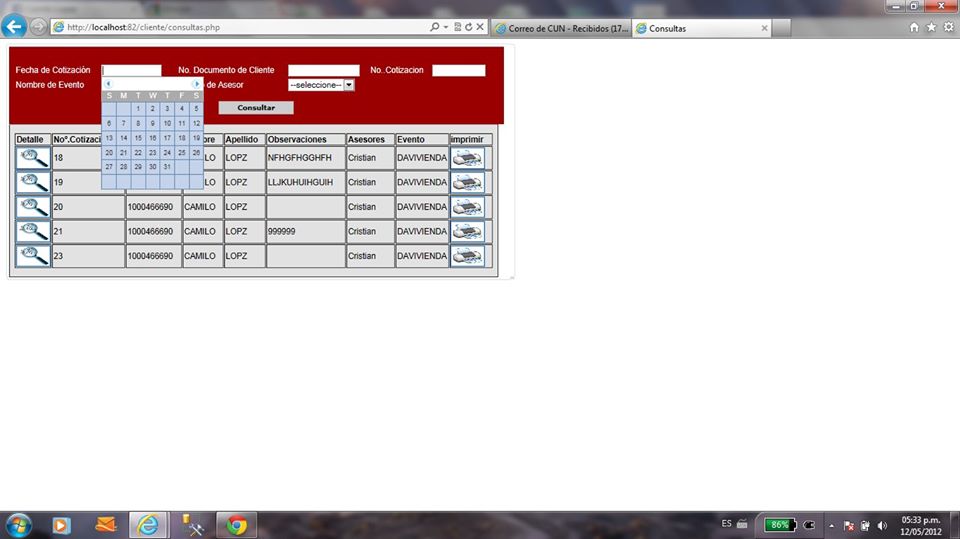 http://localhost:82/cliente/consultas.php
Correo de CUN - Recibidos (17...
Consultas
Fecha de Cotizaciòn
No. Documento de Cliente
No..Cotizacion
Nombre de Evento
de Asesor
--seleccione--
Consultar
S M T W T F S
1 2 3 4 5
6 7 8 9 10 11 12
13 14 15 16 17 18 19
20 21 22 23 24 25 26
27 28 29 30 31
Detalle Noº.Cotizaci bre Apellido Observaciones Asesores Evento imprimir
18 LO LOPZ NFHGFHGGHFH Cristian DAVIVIENDA
19 LO LOPZ LLJKUHUIHGUIH Cristian DAVIVIENDA
20 1000466690 CAMILO LOPZ Cristian DAVIVIENDA
21 1000466690 CAMILO LOPZ 999999 Cristian DAVIVIENDA
23 1000466690 CAMILO LOPZ Cristian DAVIVIENDA
ES
86%
05:33 p.m.
12/05/2012